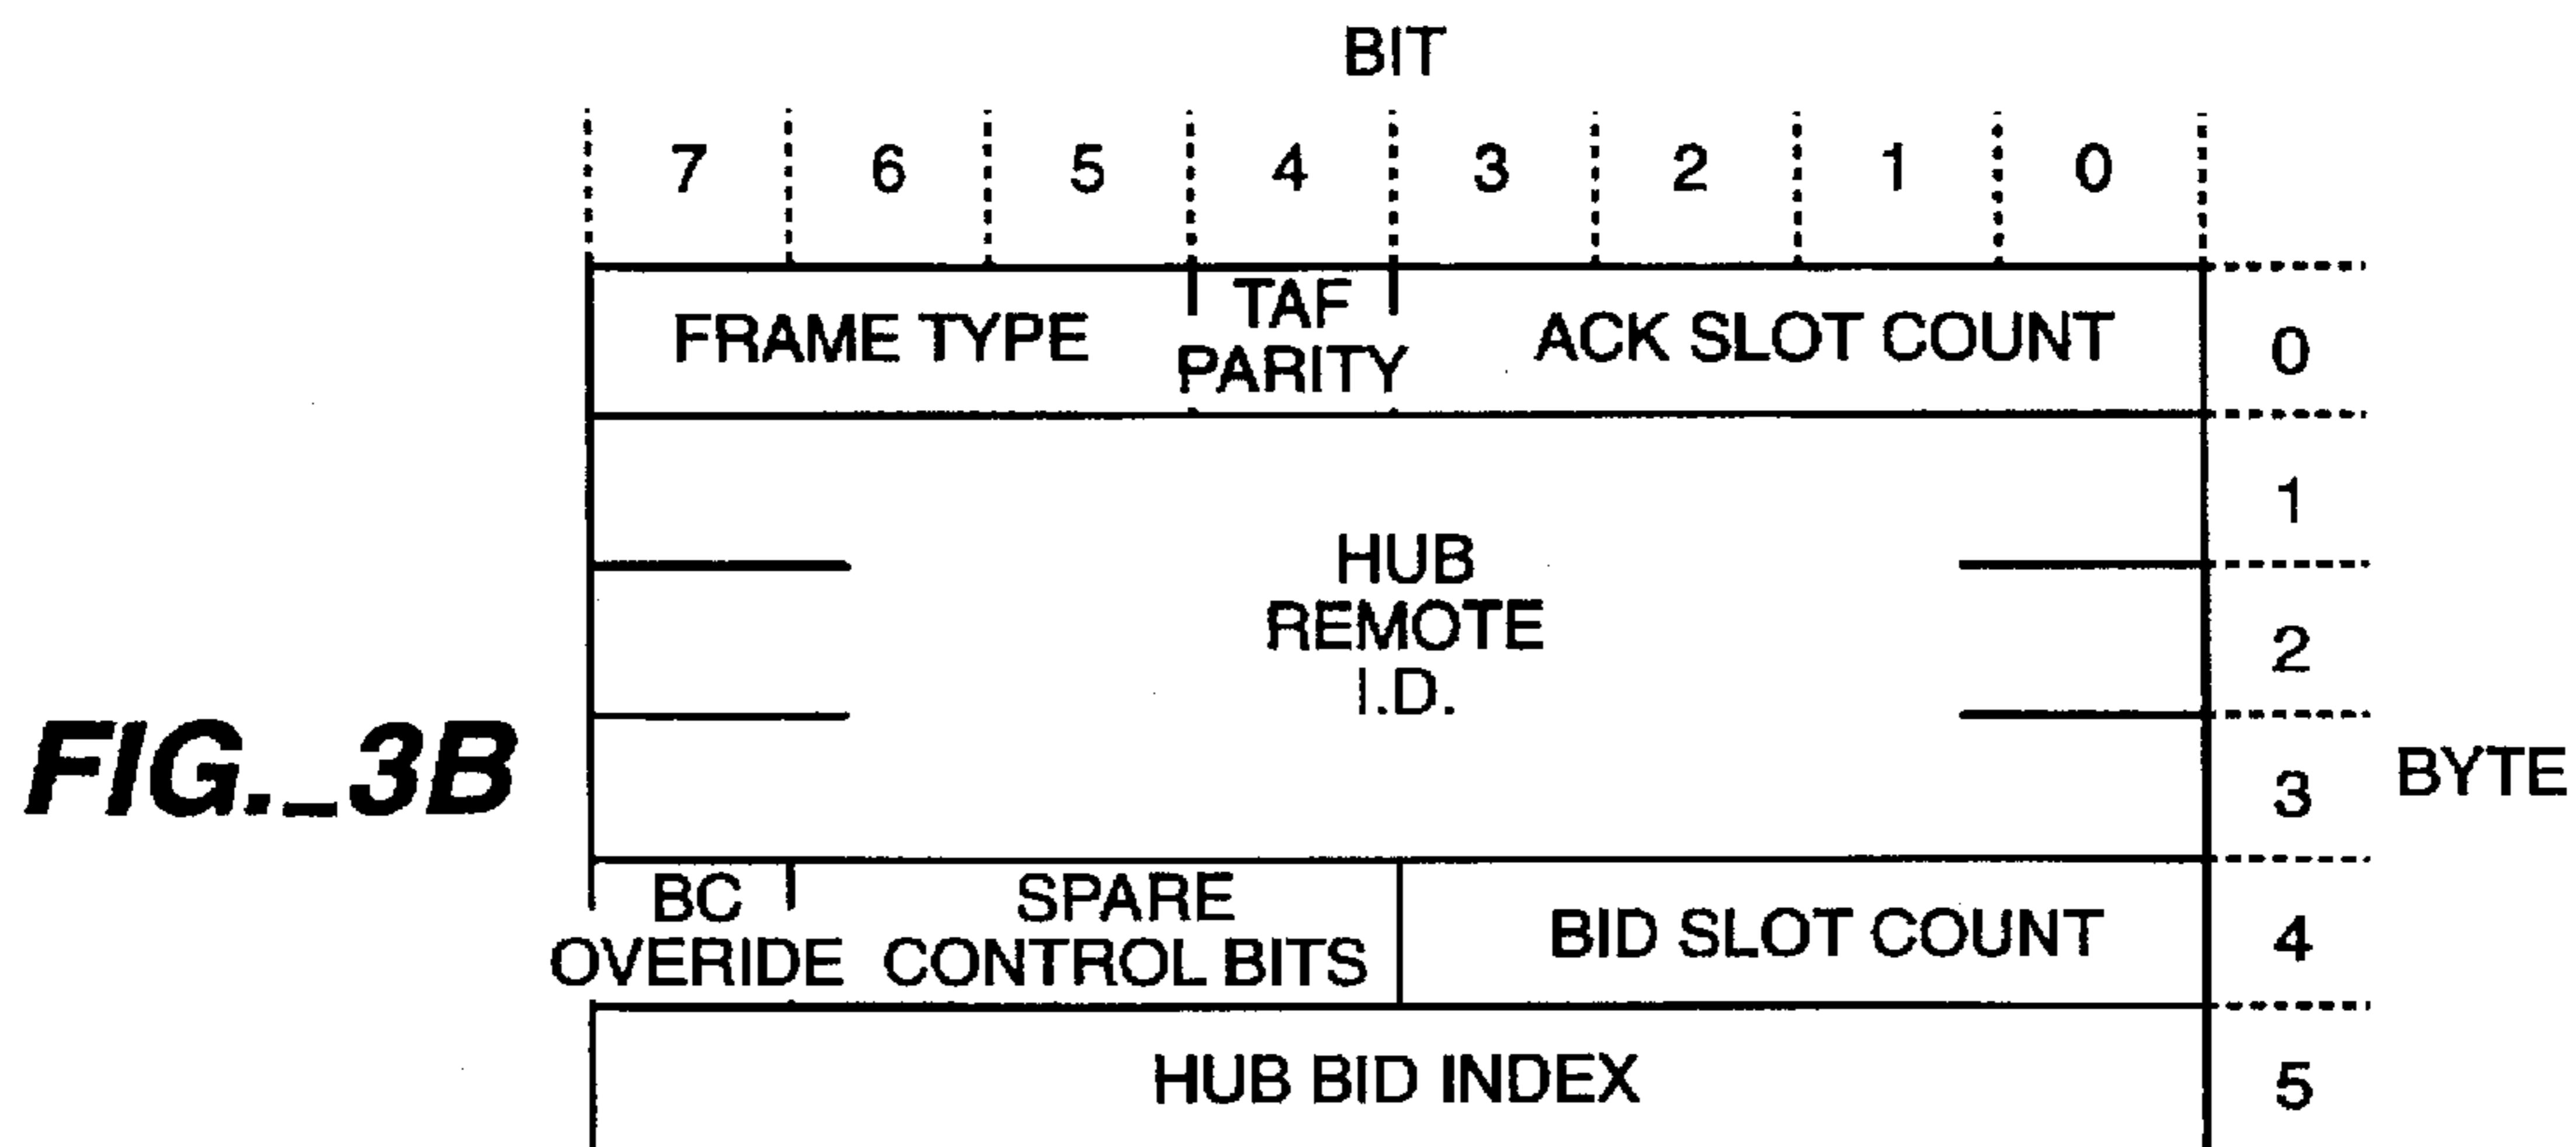 BIT
7 6 5 4 3 2 1 0
FRAME TYPE TAF PARITY ACK SLOT COUNT 0
1
HUB
REMOTE
I.D.
2
FIG._3B
3 BYTE
BC OVERIDE SPARE CONTROL BITS BID SLOT COUNT 4
HUB BID INDEX 5